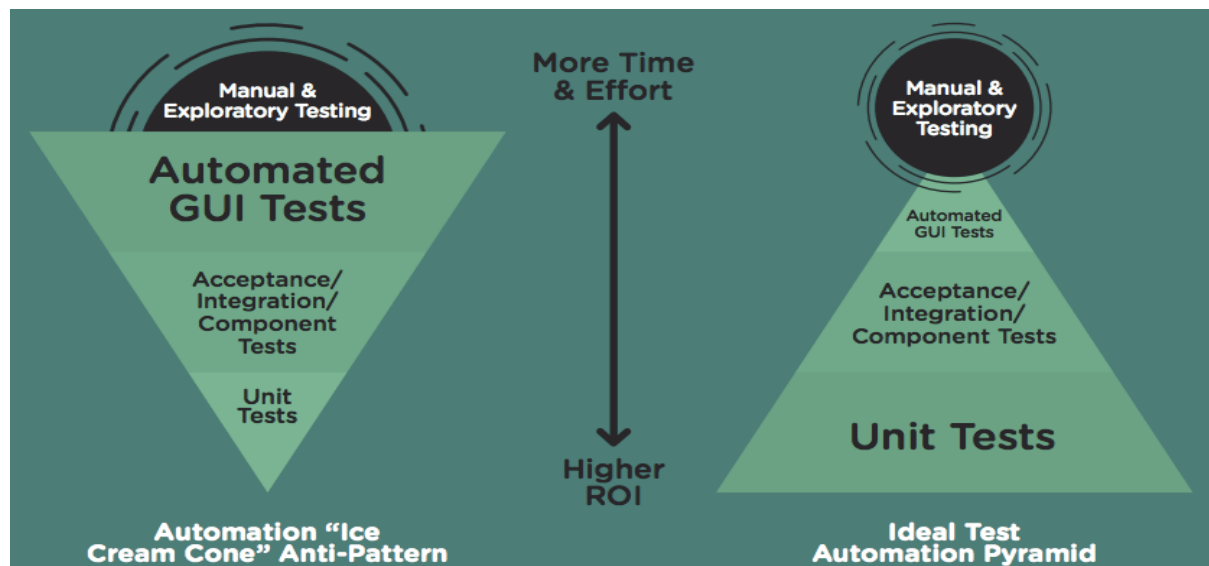 Manual &
Exploratory Testing
Automated
GUI Tests
Acceptance/
Integration/
Component
Tests
Unit
Tests
Automation “Ice
Cream Cone” Anti-Pattern
More Time
& Effort
Higher
ROI
Manual &
Exploratory
Testing
Automated
GUI Tests
Acceptance/
Integration/
Component Tests
Unit Tests
Ideal Test
Automation Pyramid